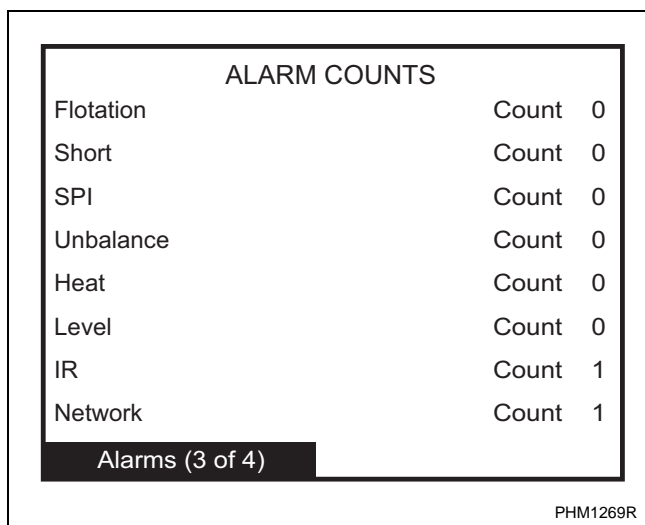 ALARM COUNTS
Flotation Count 0
Short Count 0
SPI Count 0
Unbalance Count 0
Heat Count 0
Level Count 0
IR Count 1
Network Count 1
Alarms (3 of 4)
PHM1269R